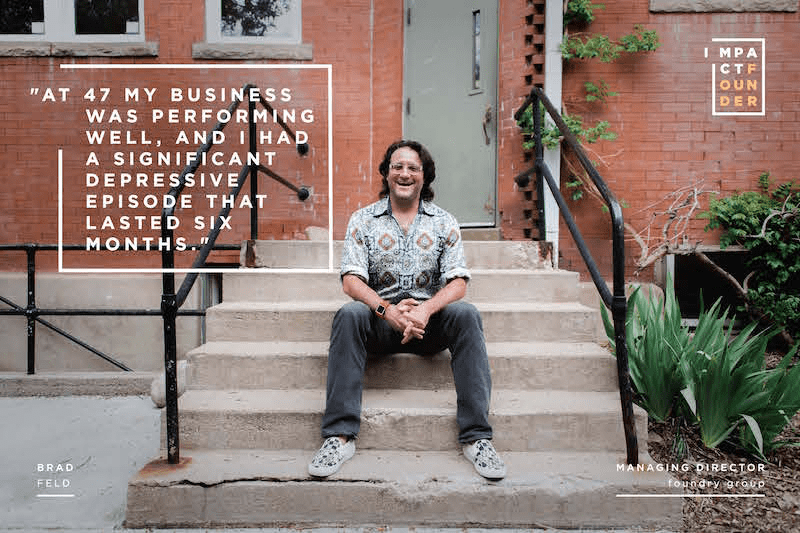 "AT 47 MY BUSINESS
WAS PERFORMING
WELL, AND I HAD
A SIGNIFICANT
DEPRESSIVE
EPISODE THAT
LASTED SIX
MONTHS."
I MPA
CTF
OUN
DER
BRAD
FELD
MANAGING DIRECTOR
foundry group